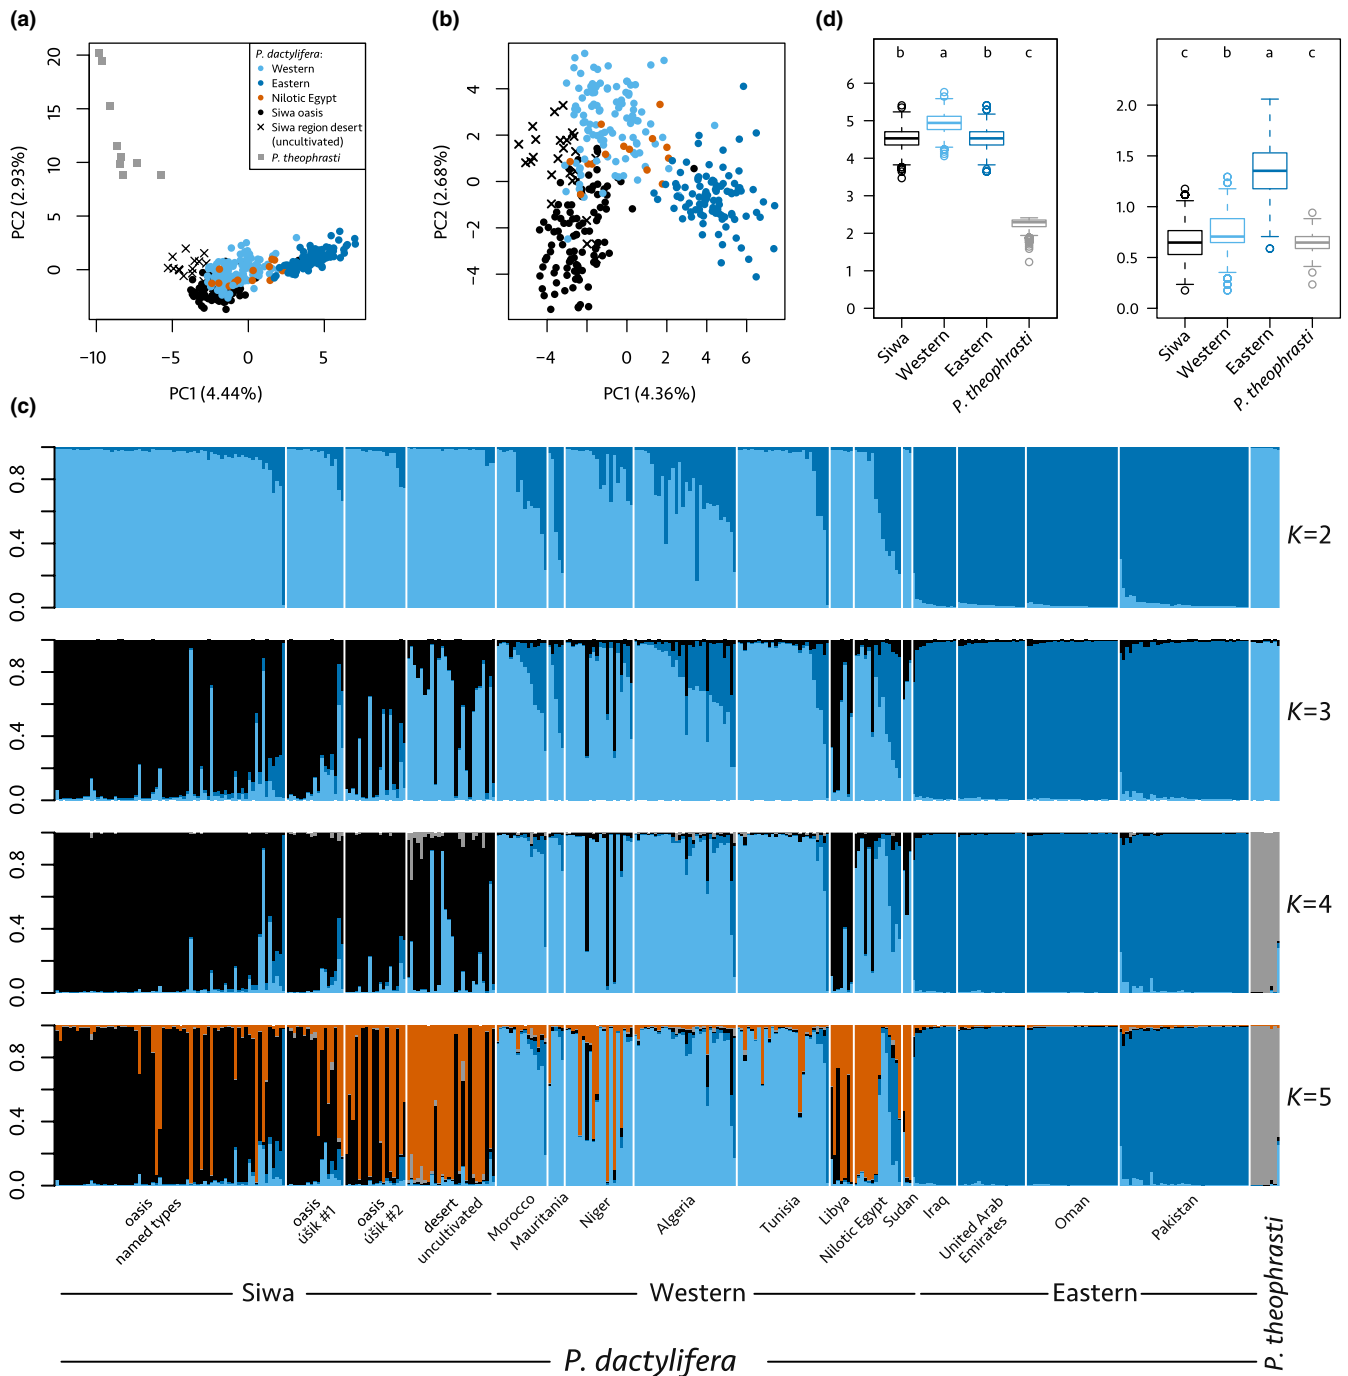 (a)
20
15
10
5
0
PC2 (2.93%)
−10
−5
0
5
PC1 (4.44%)
P. dactylifera:
Western
Eastern
Nilotic Egypt
Siwa oasis
Siwa region desert
(uncultivated)
P. theophrasti
(b)
4
2
0
−2
−4
PC2 (2.68%)
−4
−2
0
2
4
6
PC1 (4.36%)
(d)
b
a
b
c
6
5
4
3
2
1
0
Siwa
Western
Eastern
P. theophrasti
c
b
a
c
2.0
1.5
1.0
0.5
0.0
Siwa
Western
Eastern
P. theophrasti
(c)
0.8
0.4
0.0
K=2
0.8
0.4
0.0
K=3
0.8
0.4
0.0
K=4
0.8
0.4
0.0
K=5
oasis
named types
oasis
úšik #1
oasis
úšik #2
desert
uncultivated
Morocco
Mauritania
Niger
Algeria
Tunisia
Libya
Nilotic Egypt
Sudan
Iraq
United Arab
Emirates
Oman
Pakistan
Siwa
Western
Eastern
P. theophrasti
P. dactylifera